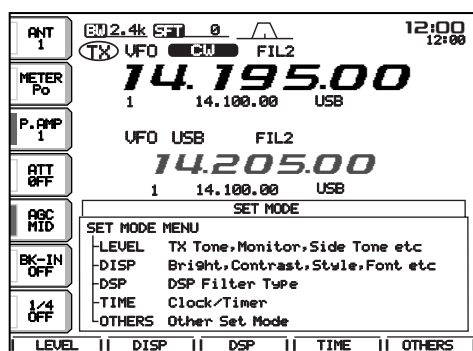 ANT
1
BW 2.4k SFT 0
12:00
12:00
TX VFO CW FIL2
METER
Po
14.195.00
1 14.100.00 USB
P.AMP
1
VFO USB FIL2
ATT
OFF
14.205.00
1 14.100.00 USB
AGC
MID
SET MODE
SET MODE MENU
LEVEL TX Tone,Monitor,Side Tone etc
BK-IN
OFF
DISP Bright,Contrast,Style,Font etc
DSP DSP Filter Type
1/4
OFF
TIME Clock/Timer
OTHERS Other Set Mode
LEVEL DISP DSP TIME OTHERS